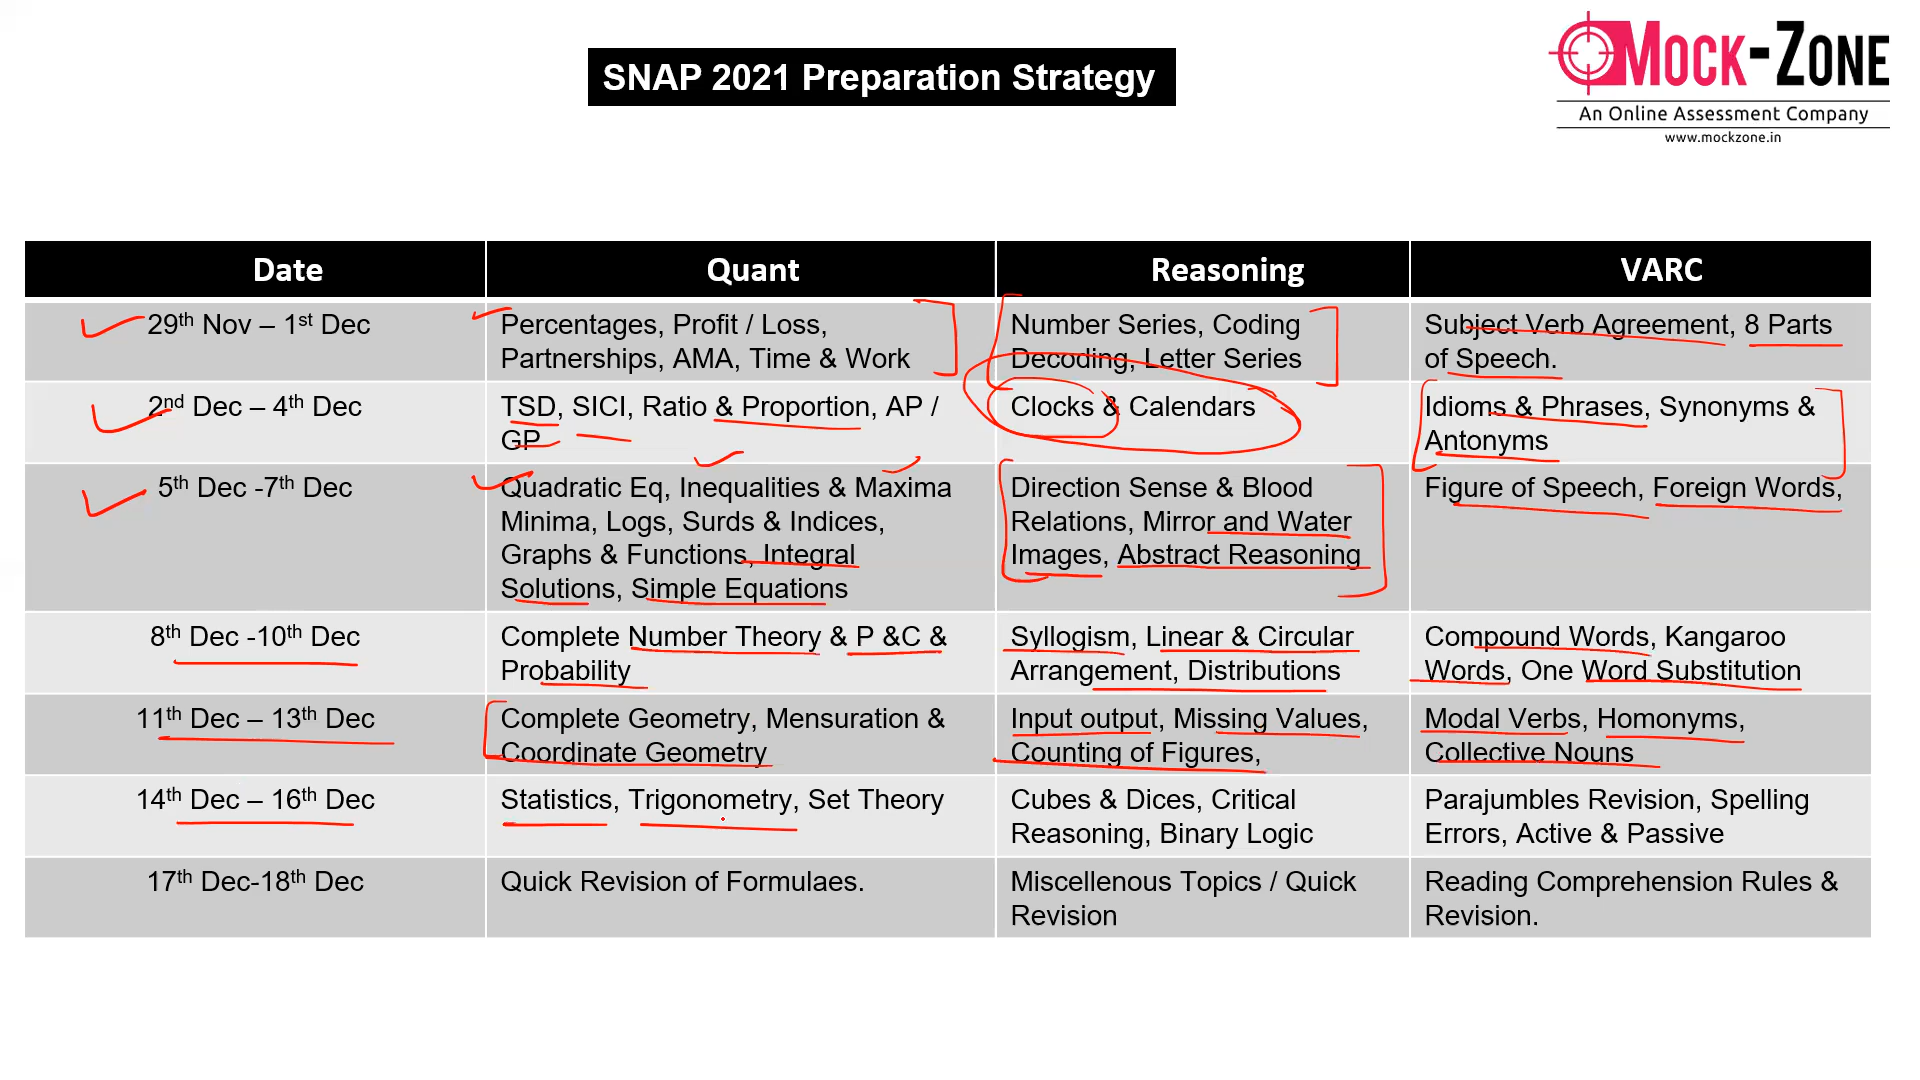 SNAP 2021 Preparation Strategy
MOCK-ZONE
An Online Assessment Company
www.mockzone.in
Date Quant Reasoning VARC
29th Nov – 1st Dec
Percentages, Profit / Loss,
Partnerships, AMA, Time & Work
Number Series, Coding
Decoding, Letter Series
Subject Verb Agreement, 8 Parts
of Speech.
2nd Dec – 4th Dec
TSD, SICI, Ratio & Proportion, AP /
GP
Clocks & Calendars
Idioms & Phrases, Synonyms &
Antonyms
5th Dec -7th Dec
Quadratic Eq, Inequalities & Maxima
Minima, Logs, Surds & Indices,
Graphs & Functions, Integral
Solutions, Simple Equations
Direction Sense & Blood
Relations, Mirror and Water
Images, Abstract Reasoning
Figure of Speech, Foreign Words,
8th Dec -10th Dec
Complete Number Theory & P &C &
Probability
Syllogism, Linear & Circular
Arrangement, Distributions
Compound Words, Kangaroo
Words, One Word Substitution
11th Dec – 13th Dec
Complete Geometry, Mensuration &
Coordinate Geometry
Input output, Missing Values,
Counting of Figures,
Modal Verbs, Homonyms,
Collective Nouns
14th Dec – 16th Dec
Statistics, Trigonometry, Set Theory
Cubes & Dices, Critical
Reasoning, Binary Logic
Parajumbles Revision, Spelling
Errors, Active & Passive
17th Dec-18th Dec
Quick Revision of Formulaes.
Miscellenous Topics / Quick
Revision
Reading Comprehension Rules &
Revision.